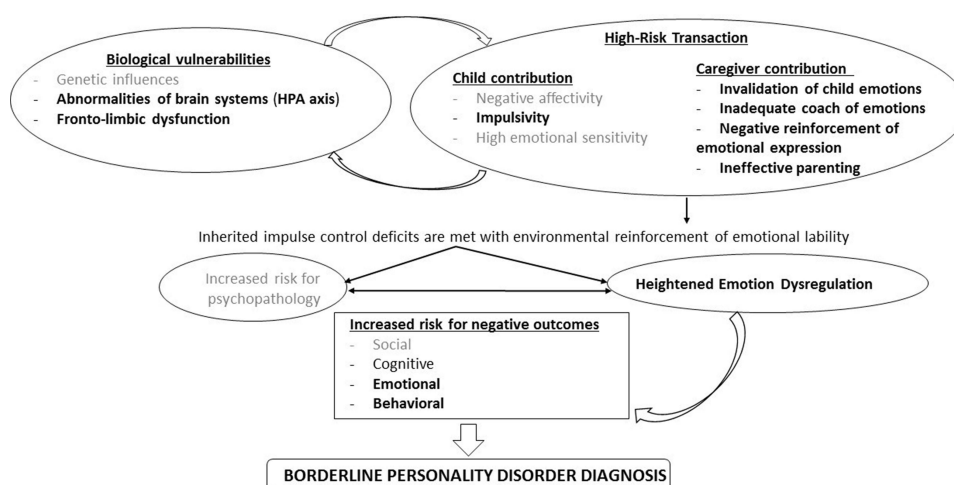 Biological vulnerabilities
- Genetic influences
- Abnormalities of brain systems (HPA axis)
- Fronto-limbic dysfunction
High-Risk Transaction
Child contribution
- Negative affectivity
- Impulsivity
- High emotional sensitivity
Caregiver contribution
- Invalidation of child emotions
- Inadequate coach of emotions
- Negative reinforcement of
emotional expression
- Ineffective parenting
Inherited impulse control deficits are met with environmental reinforcement of emotional lability
Increased risk for
psychopathology
Heightened Emotion Dysregulation
Increased risk for negative outcomes
- Social
- Cognitive
- Emotional
- Behavioral
BORDERLINE PERSONALITY DISORDER DIAGNOSIS